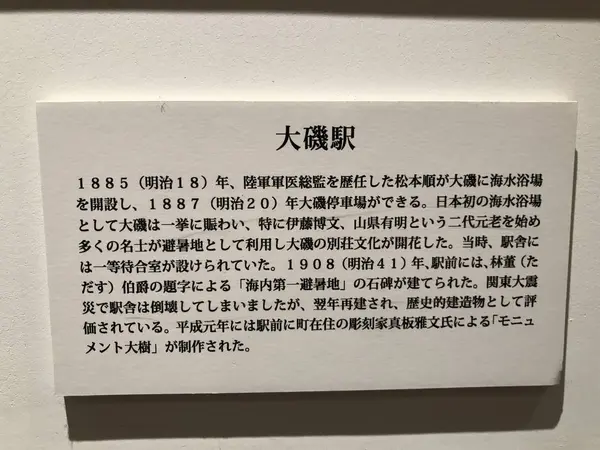 大磯駅
１８８５（明治１８）年、陸軍軍医総監を歴任した松本順が大磯に海水浴場
を開設し、１８８７（明治２０）年大磯停車場ができる。日本初の海水浴場
として大磯は一挙に賑わい、特に伊藤博文、山県有明という二代元老を始め
多くの名士が避暑地として利用し大磯の別荘文化が開花した。当時、駅舎に
は一等待合室が設けられていた。１９０８（明治４１）年、駅前には、林董（た
だす）伯爵の題字による「海内第一避暑地」の石碑が建てられた。関東大震
災で駅舎は倒壊してしまいましたが、翌年再建され、歴史的建造物として評
価されている。平成元年には駅前に町在住の彫刻家真板雅文氏による「モニュ
メント大樹」が制作された。